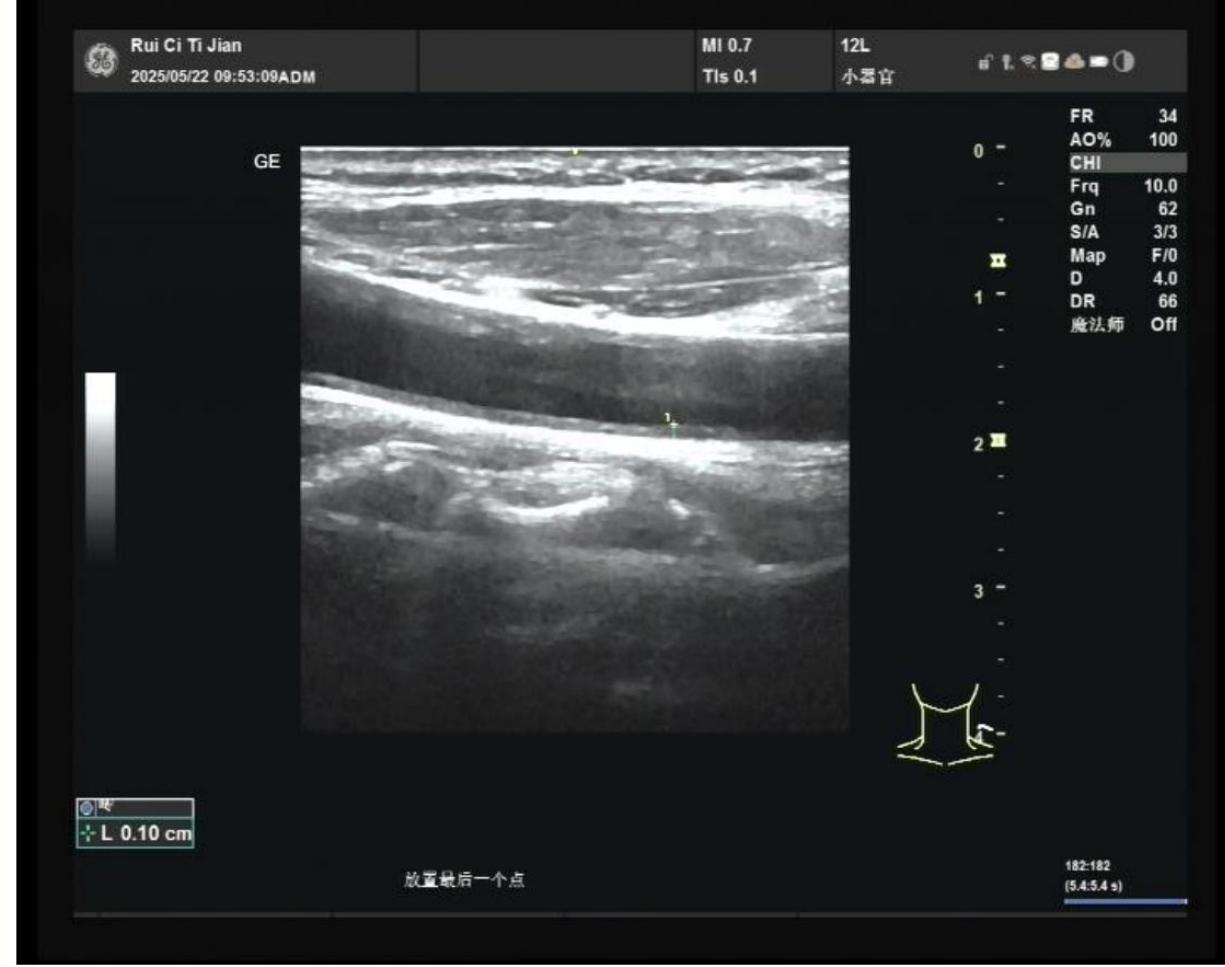 Rui Ci Ti Jian
2025/05/22 09:53:09ADM
MI 0.7
TIs 0.1
12L
小器官
GE
FR 34
AO% 100
CHI
Frq 10.0
Gn 62
S/A 3/3
Map F/0
D 4.0
DR 66
魔法师 Off
0
1
2
3
4
1
L 0.10 cm
放置最后一个点
182:182
(5.4:5.4 s)